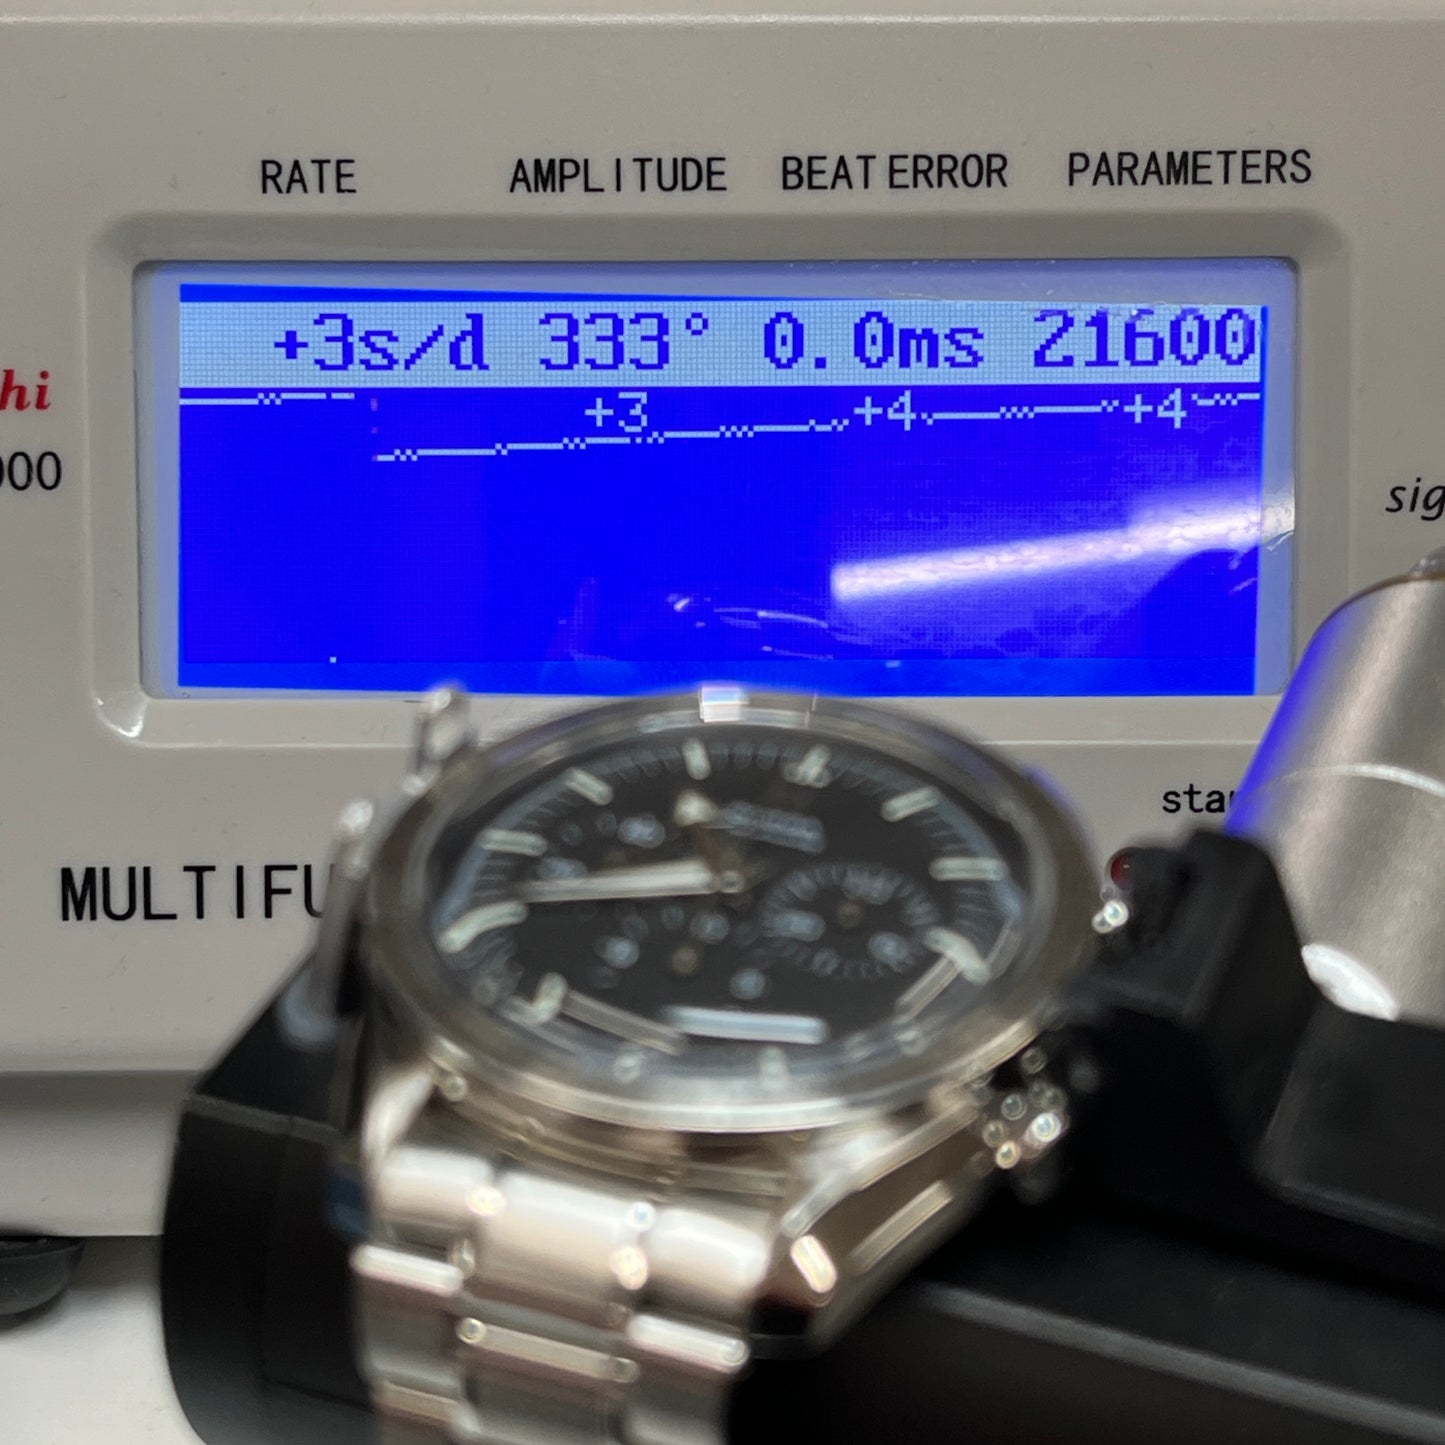 RATE AMPLITUDE BEAT ERROR PARAMETERS
+3s/d 333° 0.0ms 21600
+3 +4 +4
hi
000
sig
sta
MULTIFU